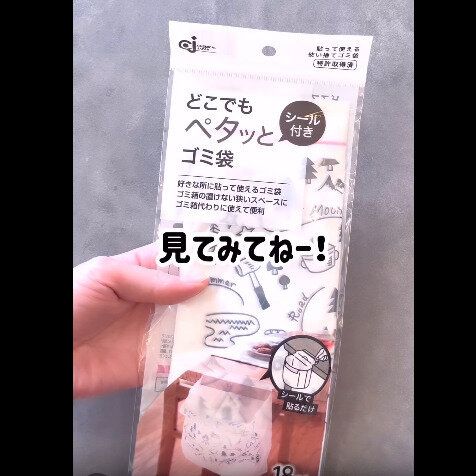 貼って使える
使い捨てゴミ袋
特許取得済
どこでも
ペタッと
ゴミ袋
シール
付き
好きな所に貼って使えるゴミ袋
ゴミ箱の置けない狭いスペースに
ゴミ箱代わりに使えて便利
見てみてねー!
Road
シールで
貼るだけ
18